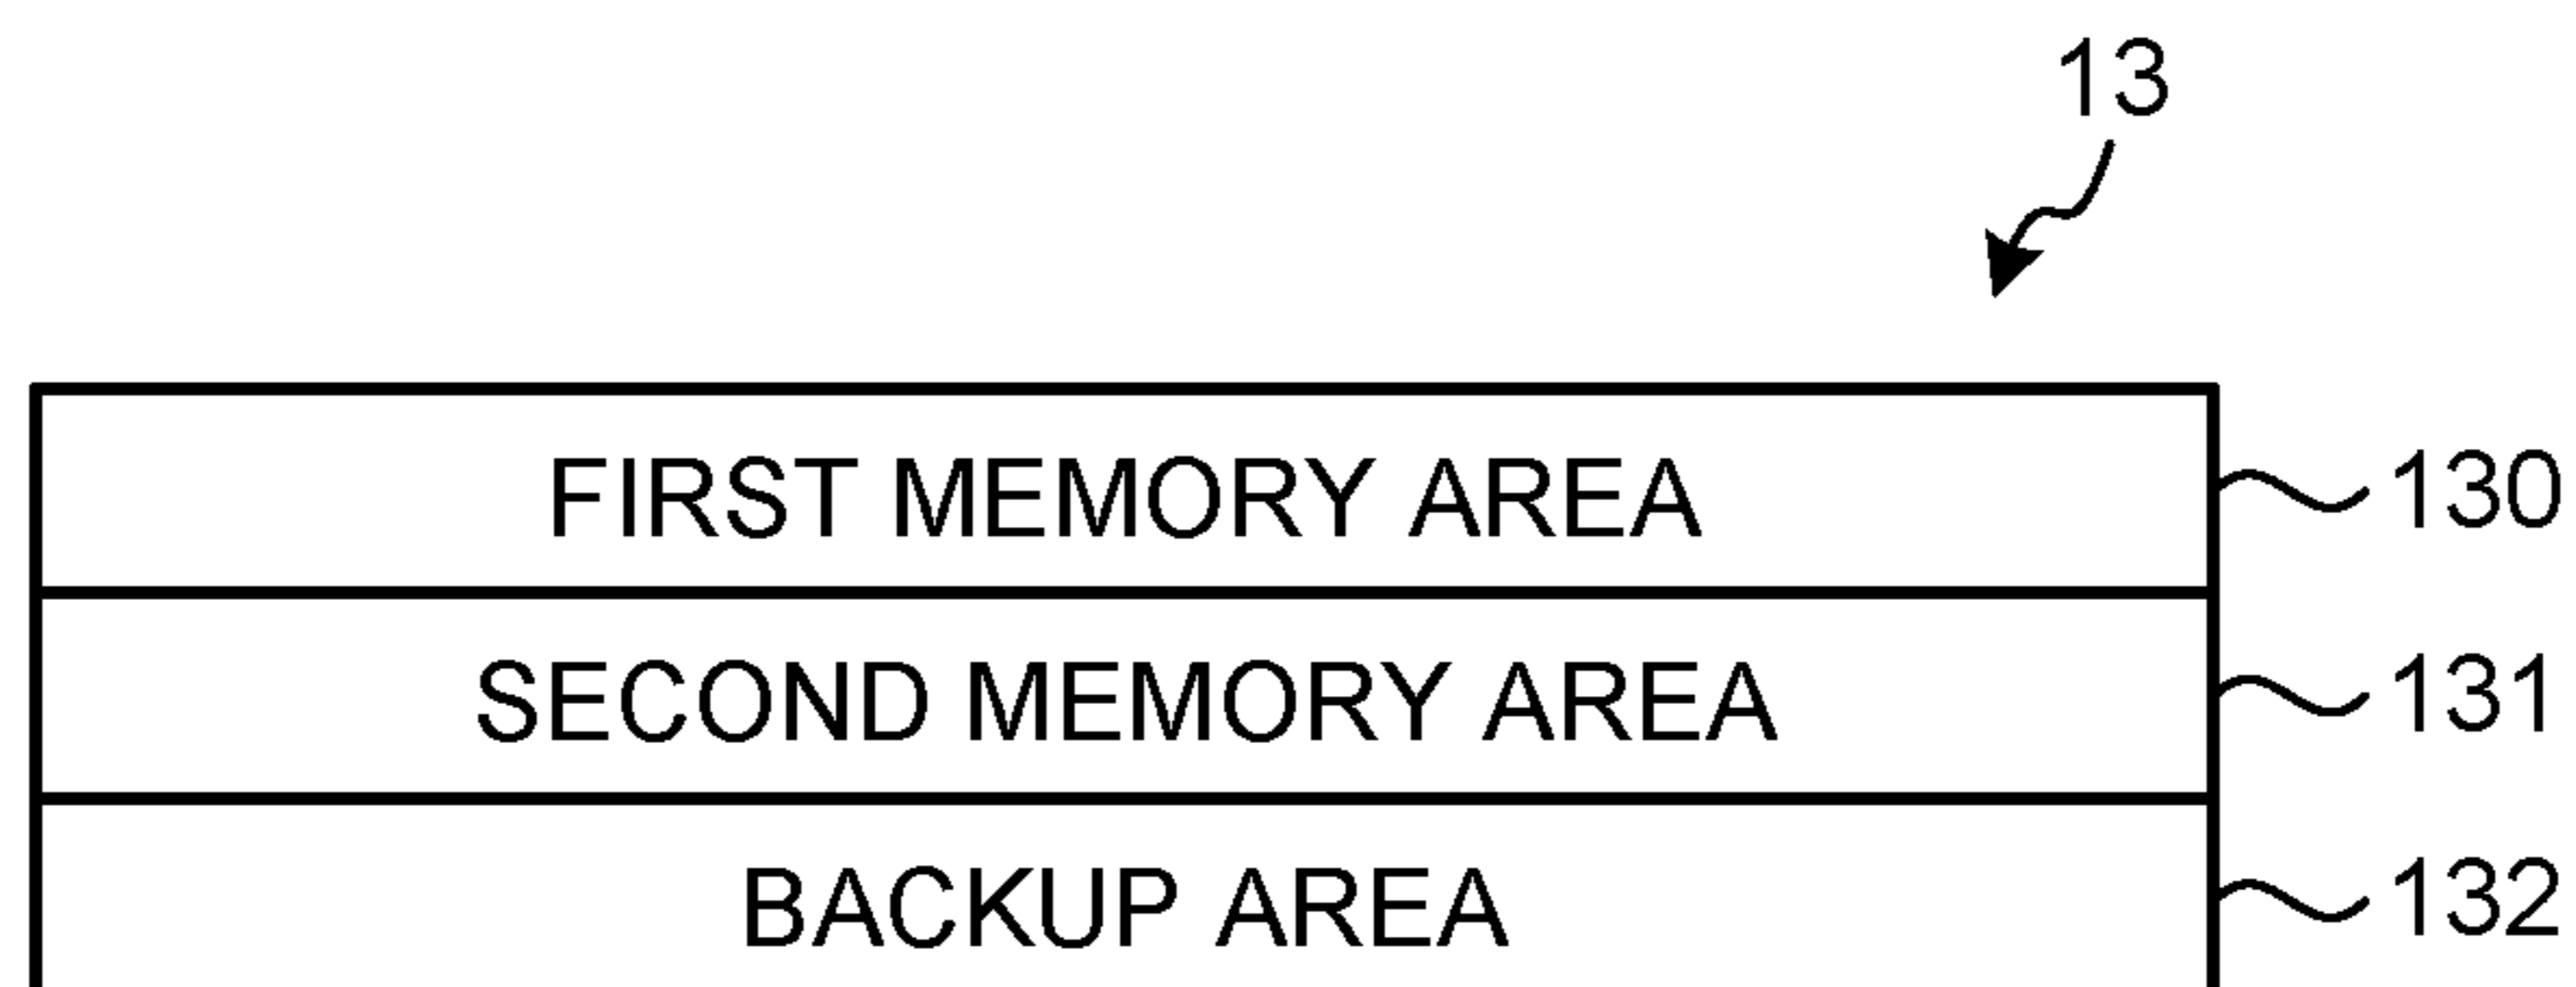 13
FIRST MEMORY AREA 130
SECOND MEMORY AREA 131
BACKUP AREA 132